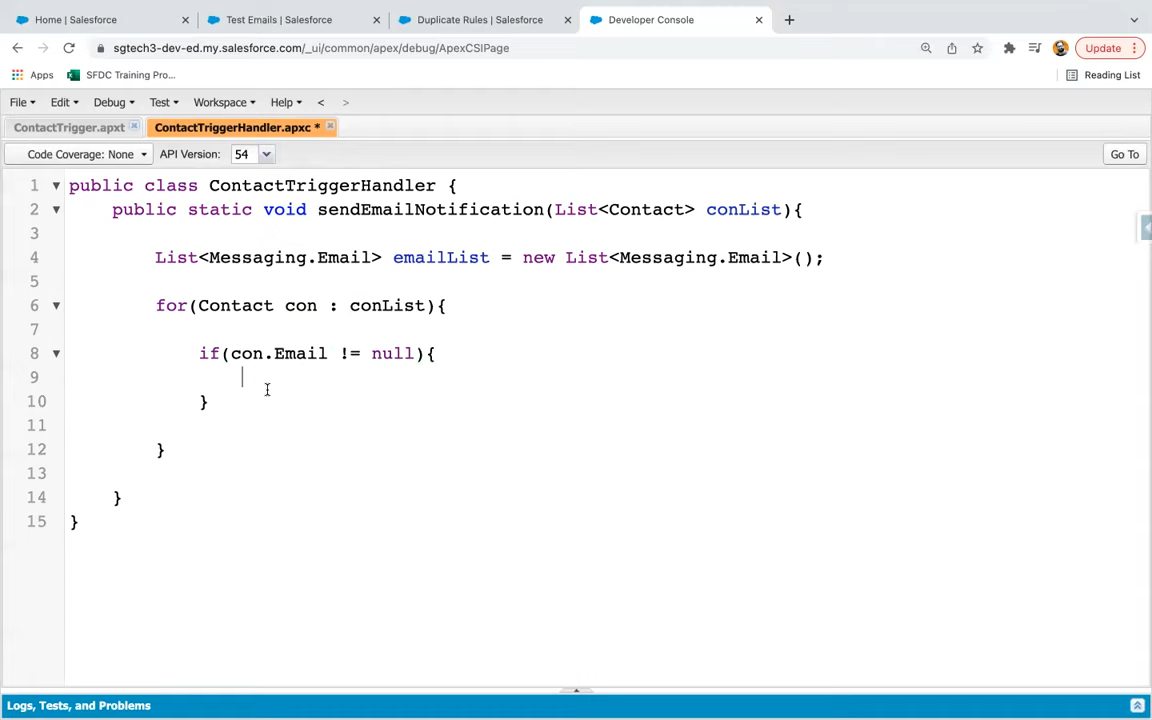 Home | Salesforce
Test Emails | Salesforce
Duplicate Rules | Salesforce
Developer Console
sgtech3-dev-ed.my.salesforce.com/_ui/common/apex/debug/ApexCSIPage
Update
Apps
SFDC Training Pro...
Reading List
File Edit Debug Test Workspace Help < >
ContactTrigger.apxt
ContactTriggerHandler.apxc *
Code Coverage: None API Version: 54 Go To
1 public class ContactTriggerHandler {
2 public static void sendEmailNotification(List<Contact> conList){
3
4 List<Messaging.Email> emailList = new List<Messaging.Email>();
5
6 for(Contact con : conList){
7
8 if(con.Email != null){
9
10 }
11
12 }
13
14 }
15 }
Logs, Tests, and Problems